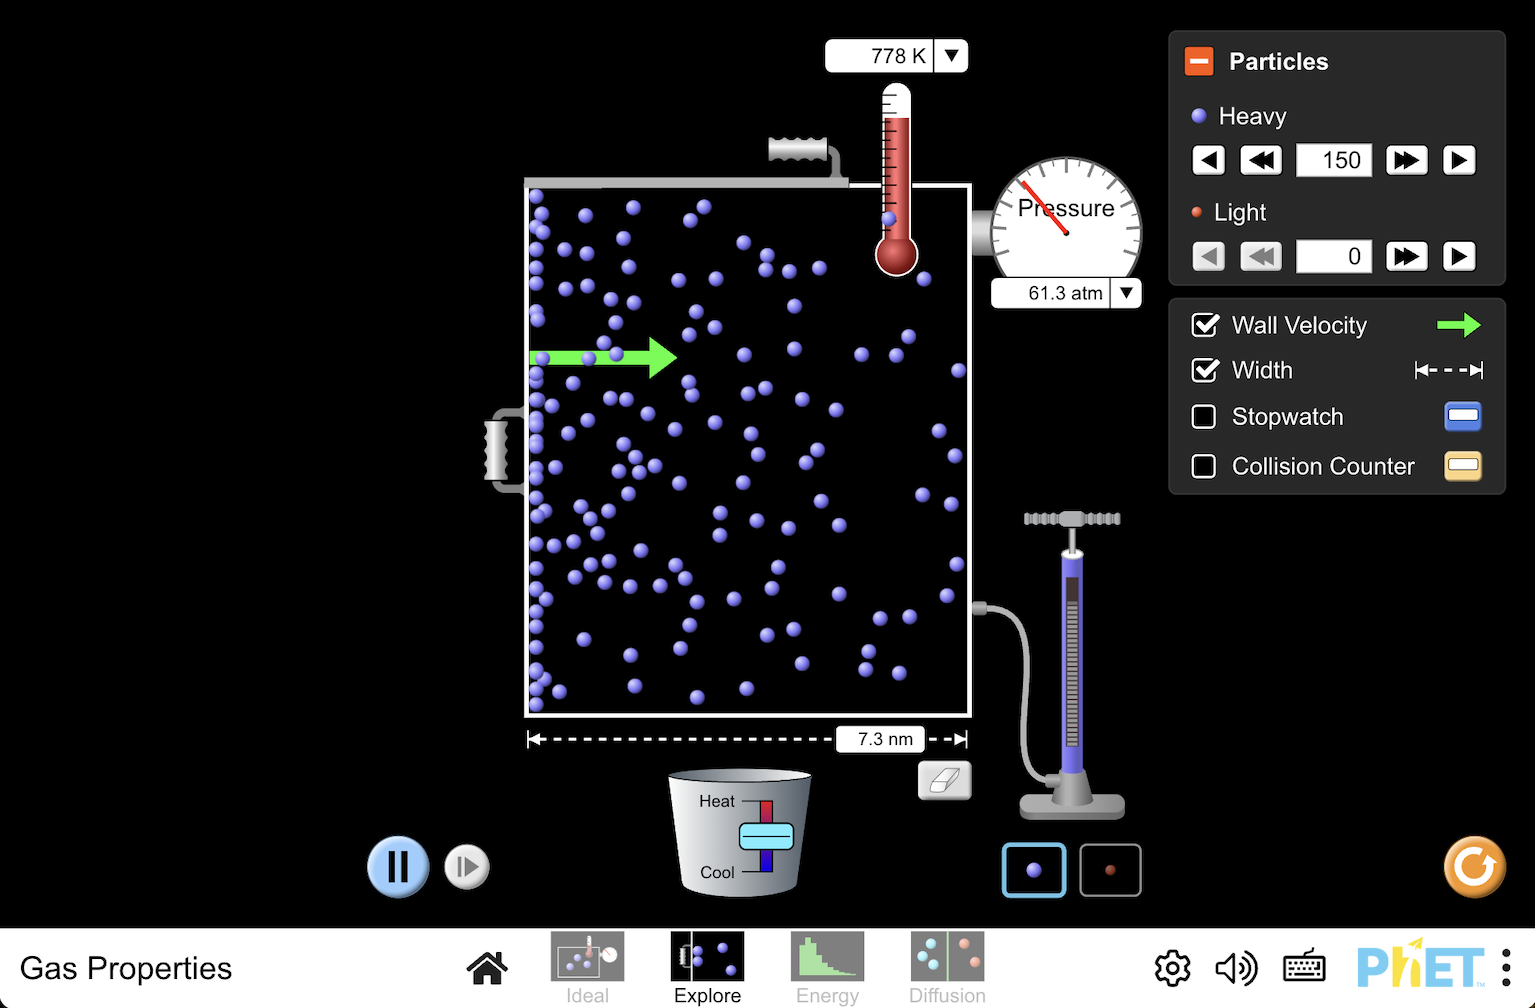 778 K
Particles
Heavy
150
Light
0
Pressure
61.3 atm
Wall Velocity
Width
Stopwatch
Collision Counter
7.3 nm
Heat
Cool
Gas Properties
Ideal
Explore
Energy
Diffusion
PhET